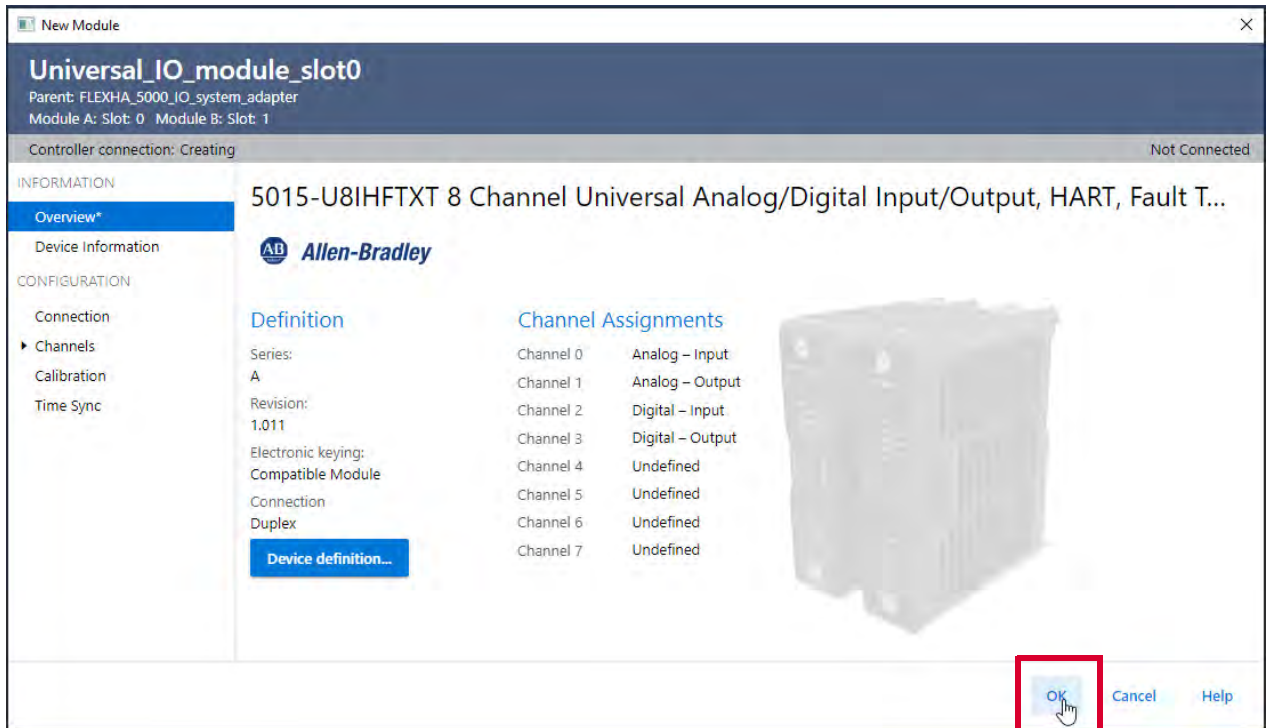 New Module
Universal_IO_module_slot0
Parent: FLEXHA_5000_IO_system_adapter
Module A: Slot: 0 Module B: Slot: 1
Controller connection: Creating
Not Connected
INFORMATION
Overview*
Device Information
CONFIGURATION
Connection
Channels
Calibration
Time Sync
5015-U8IHFTXT 8 Channel Universal Analog/Digital Input/Output, HART, Fault T...
AB Allen-Bradley
Definition
Series:
A
Revision:
1.011
Electronic keying:
Compatible Module
Connection
Duplex
Device definition...
Channel Assignments
Channel 0 Analog – Input
Channel 1 Analog – Output
Channel 2 Digital – Input
Channel 3 Digital – Output
Channel 4 Undefined
Channel 5 Undefined
Channel 6 Undefined
Channel 7 Undefined
OK Cancel Help